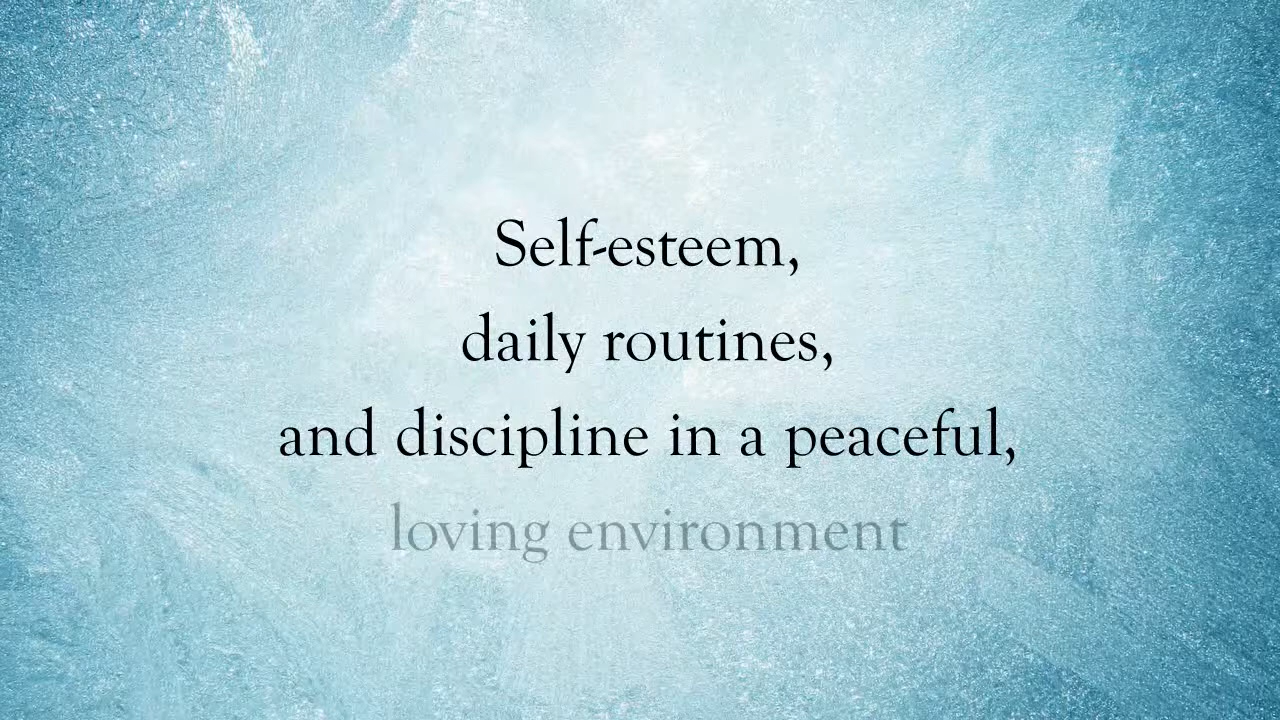 Self-esteem,
daily routines,
and discipline in a peaceful,
loving environment